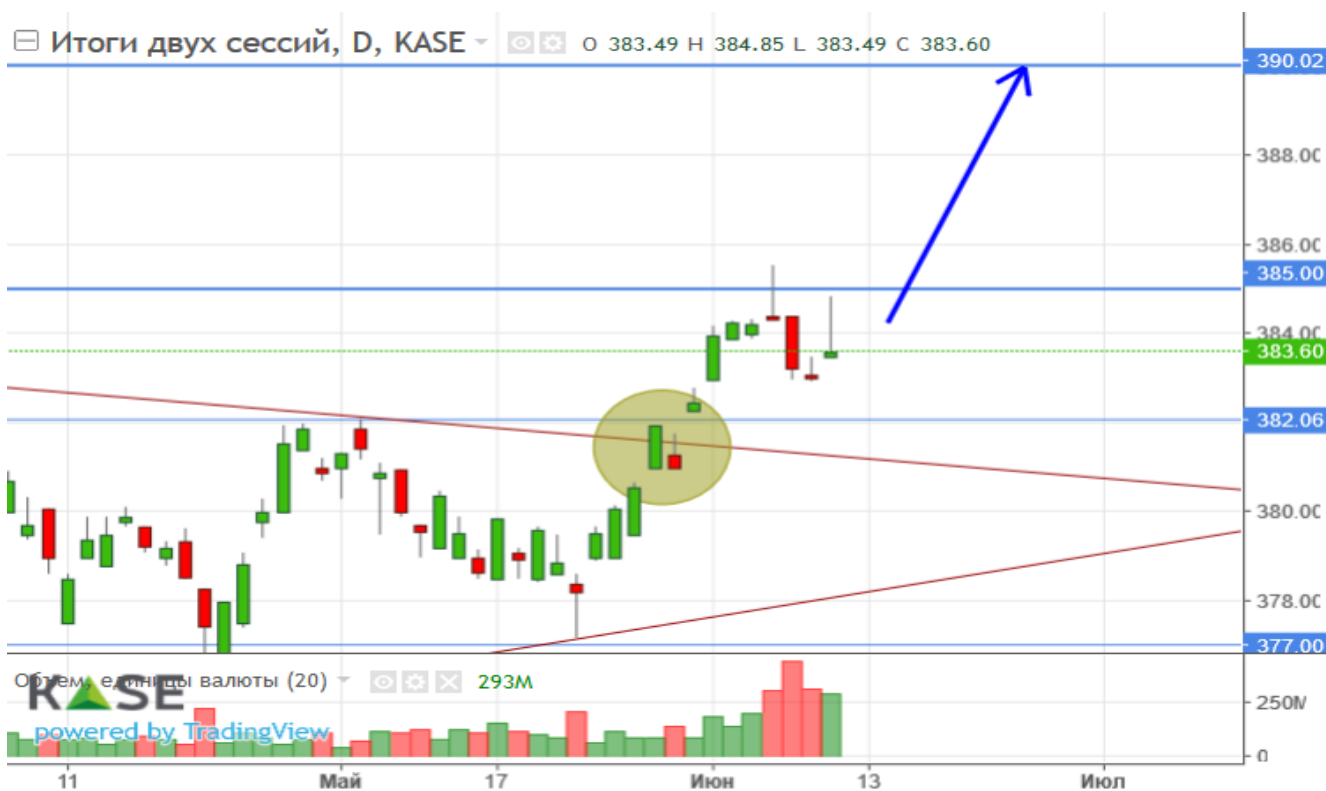 Итоги двух сессий, D, KASE O 383.49 H 384.85 L 383.49 C 383.60
390.02
388.00
386.00
385.00
384.00
383.60
382.06
380.00
378.00
377.00
Объем, единицы валюты (20) 293M
KASE
250M
powered by TradingView
0
11 Май 17 Июн 13 Июл